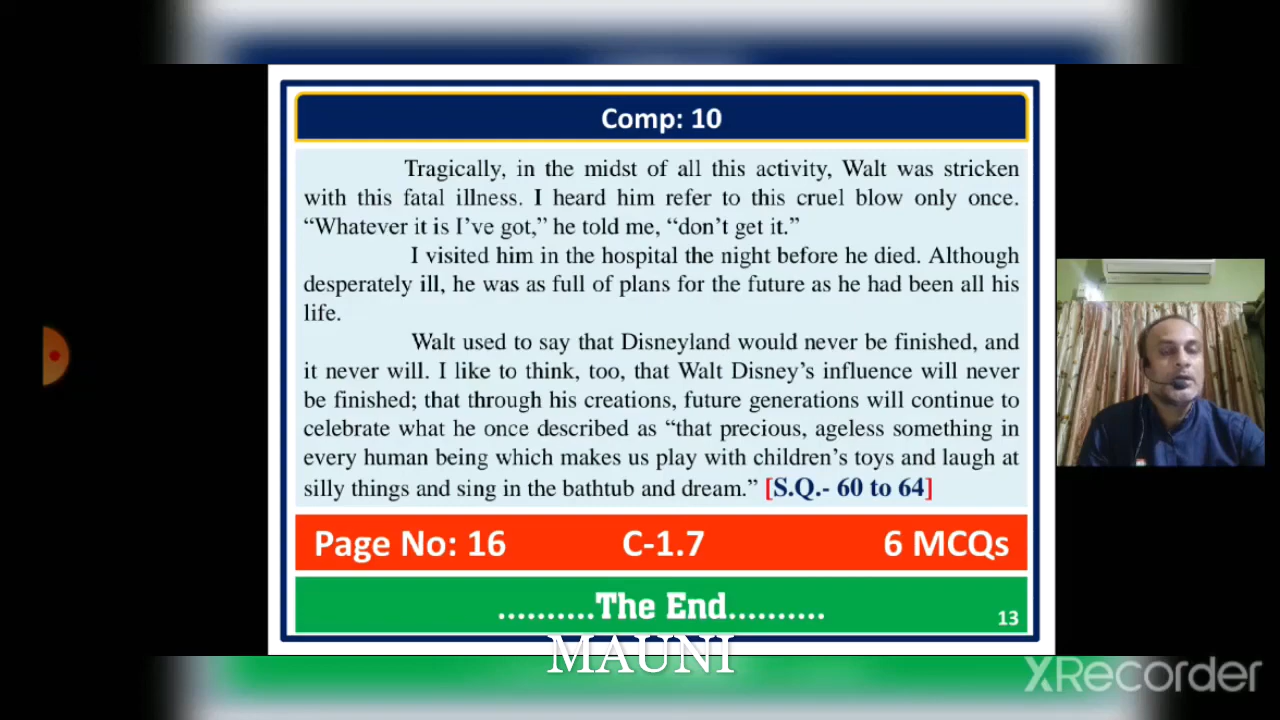 Comp: 10
Tragically, in the midst of all this activity, Walt was stricken
with this fatal illness. I heard him refer to this cruel blow only once.
“Whatever it is I’ve got,” he told me, “don’t get it.”
I visited him in the hospital the night before he died. Although
desperately ill, he was as full of plans for the future as he had been all his
life.
Walt used to say that Disneyland would never be finished, and
it never will. I like to think, too, that Walt Disney’s influence will never
be finished; that through his creations, future generations will continue to
celebrate what he once described as “that precious, ageless something in
every human being which makes us play with children’s toys and laugh at
silly things and sing in the bathtub and dream.” [S.Q.- 60 to 64]
Page No: 16 C-1.7 6 MCQs
..........The End..........
13
MAUNI
XRecorder